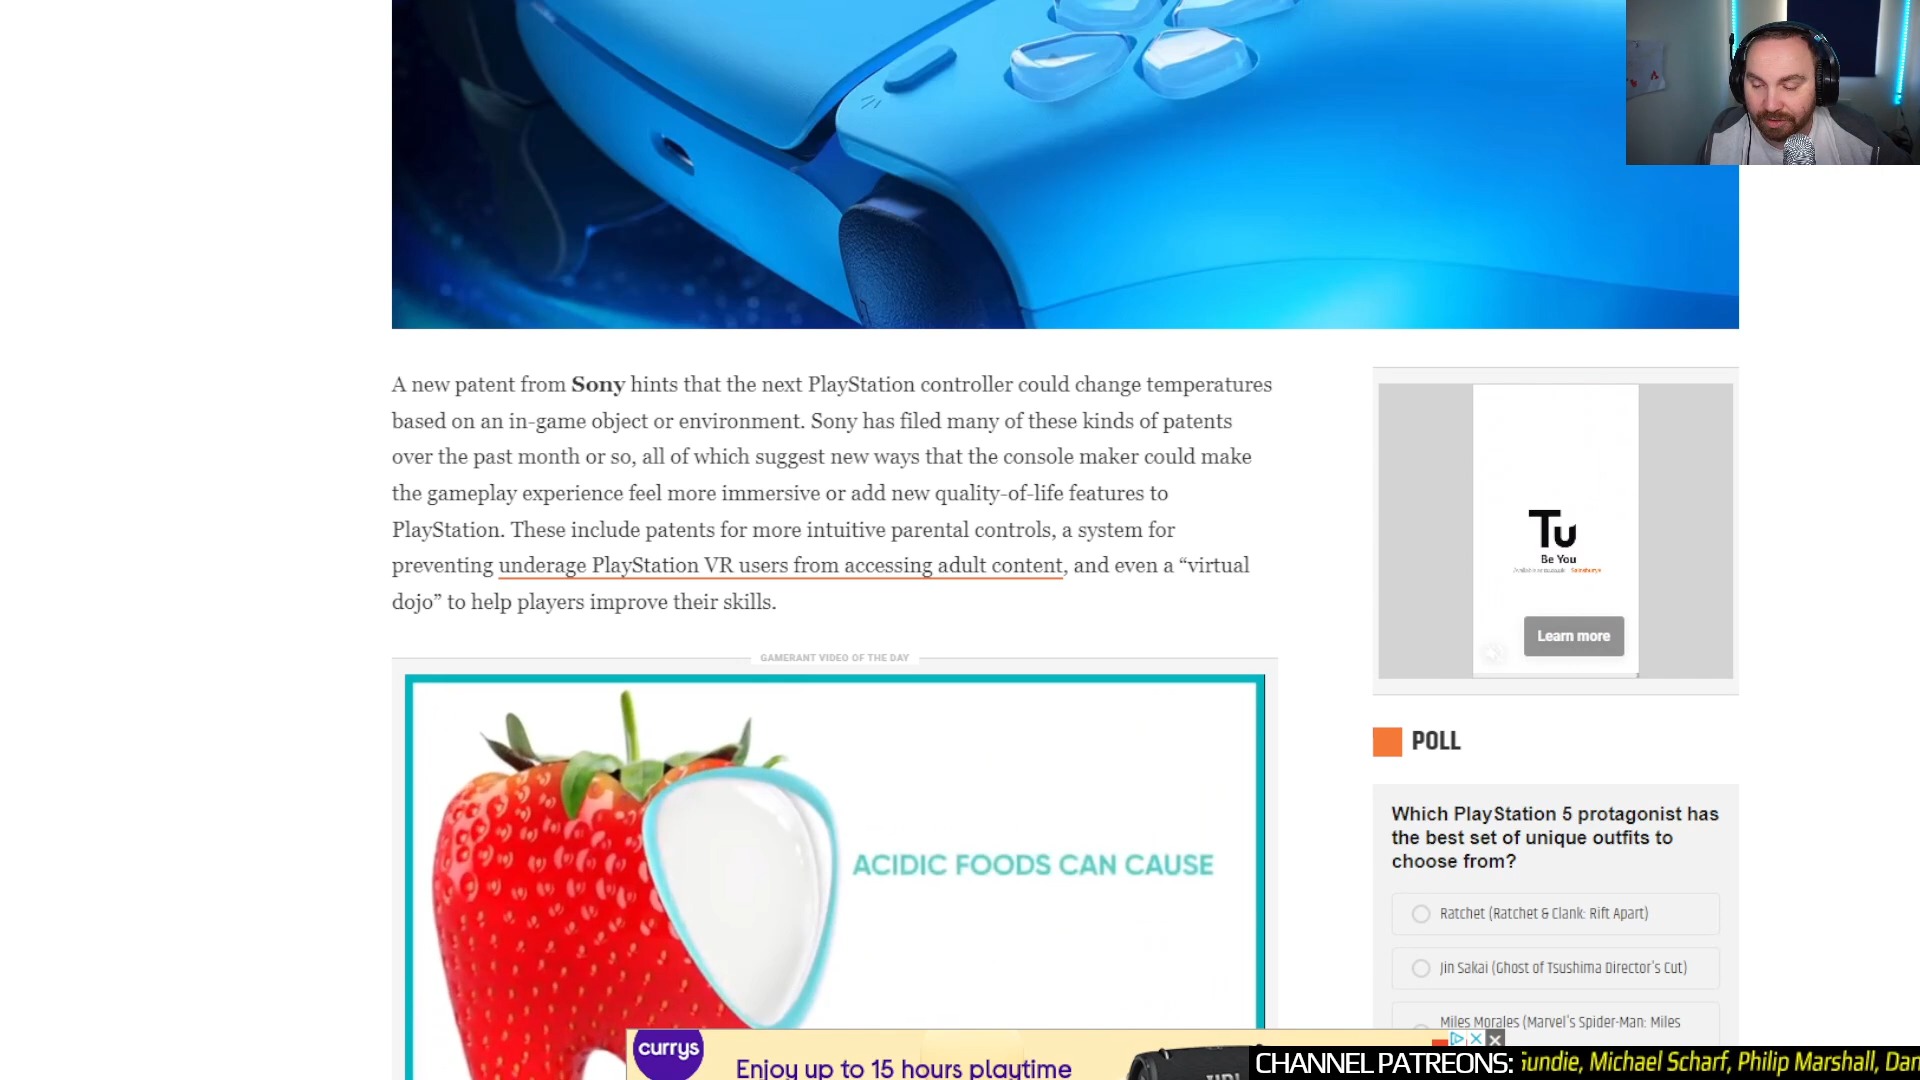 A new patent from Sony hints that the next PlayStation controller could change temperatures
based on an in-game object or environment. Sony has filed many of these kinds of patents
over the past month or so, all of which suggest new ways that the console maker could make
the gameplay experience feel more immersive or add new quality-of-life features to
PlayStation. These include patents for more intuitive parental controls, a system for
preventing underage PlayStation VR users from accessing adult content, and even a “virtual
dojo” to help players improve their skills.
GAMERANT VIDEO OF THE DAY
ACIDIC FOODS CAN CAUSE
Tu
Be You
Learn more
POLL
Which PlayStation 5 protagonist has
the best set of unique outfits to
choose from?
Ratchet (Ratchet & Clank: Rift Apart)
Jin Sakai (Ghost of Tsushima Director's Cut)
Miles Morales (Marvel's Spider-Man: Miles
currys
Enjoy up to 15 hours playtime
CHANNEL PATREONS: Gundie, Michael Scharf, Philip Marshall, Dan